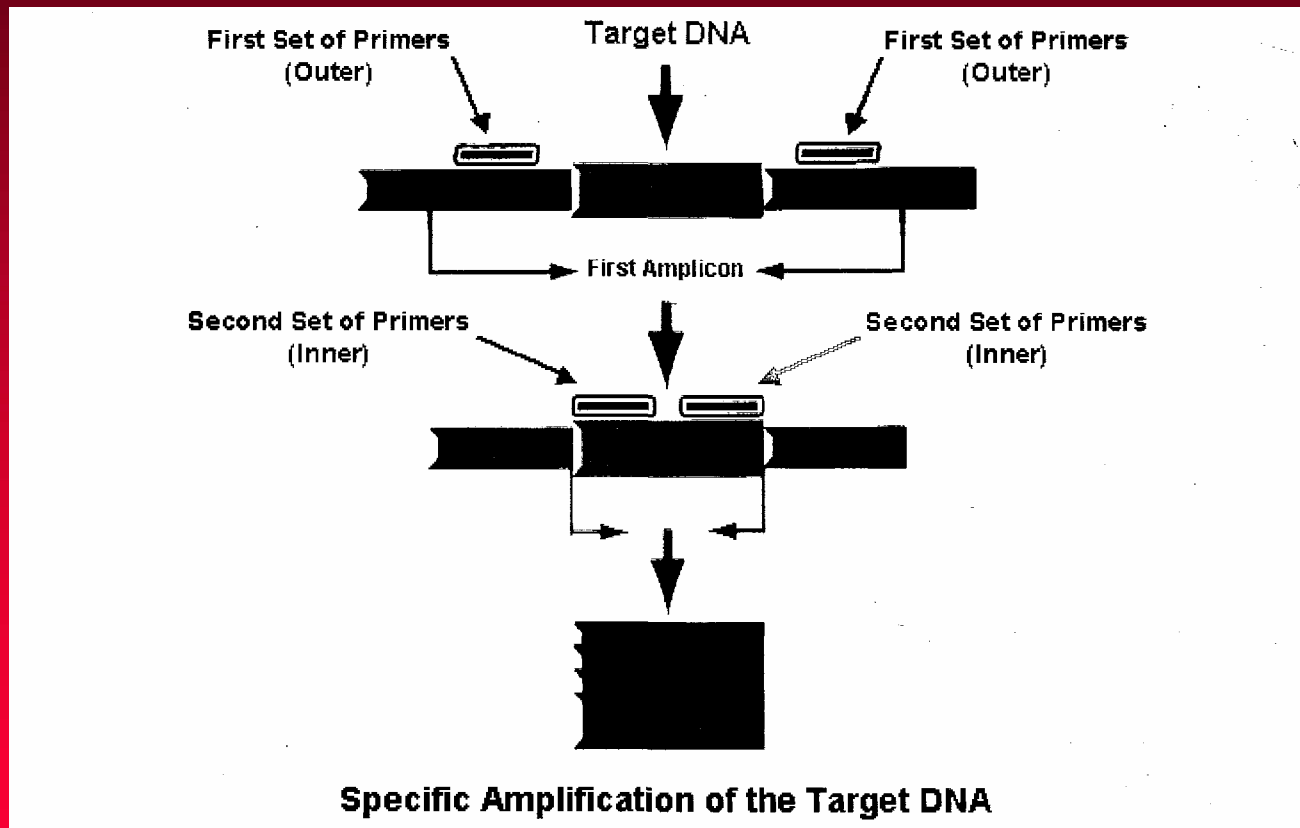 First Set of Primers
(Outer)
Target DNA
First Set of Primers
(Outer)
First Amplicon
Second Set of Primers
(Inner)
Second Set of Primers
(Inner)
Specific Amplification of the Target DNA